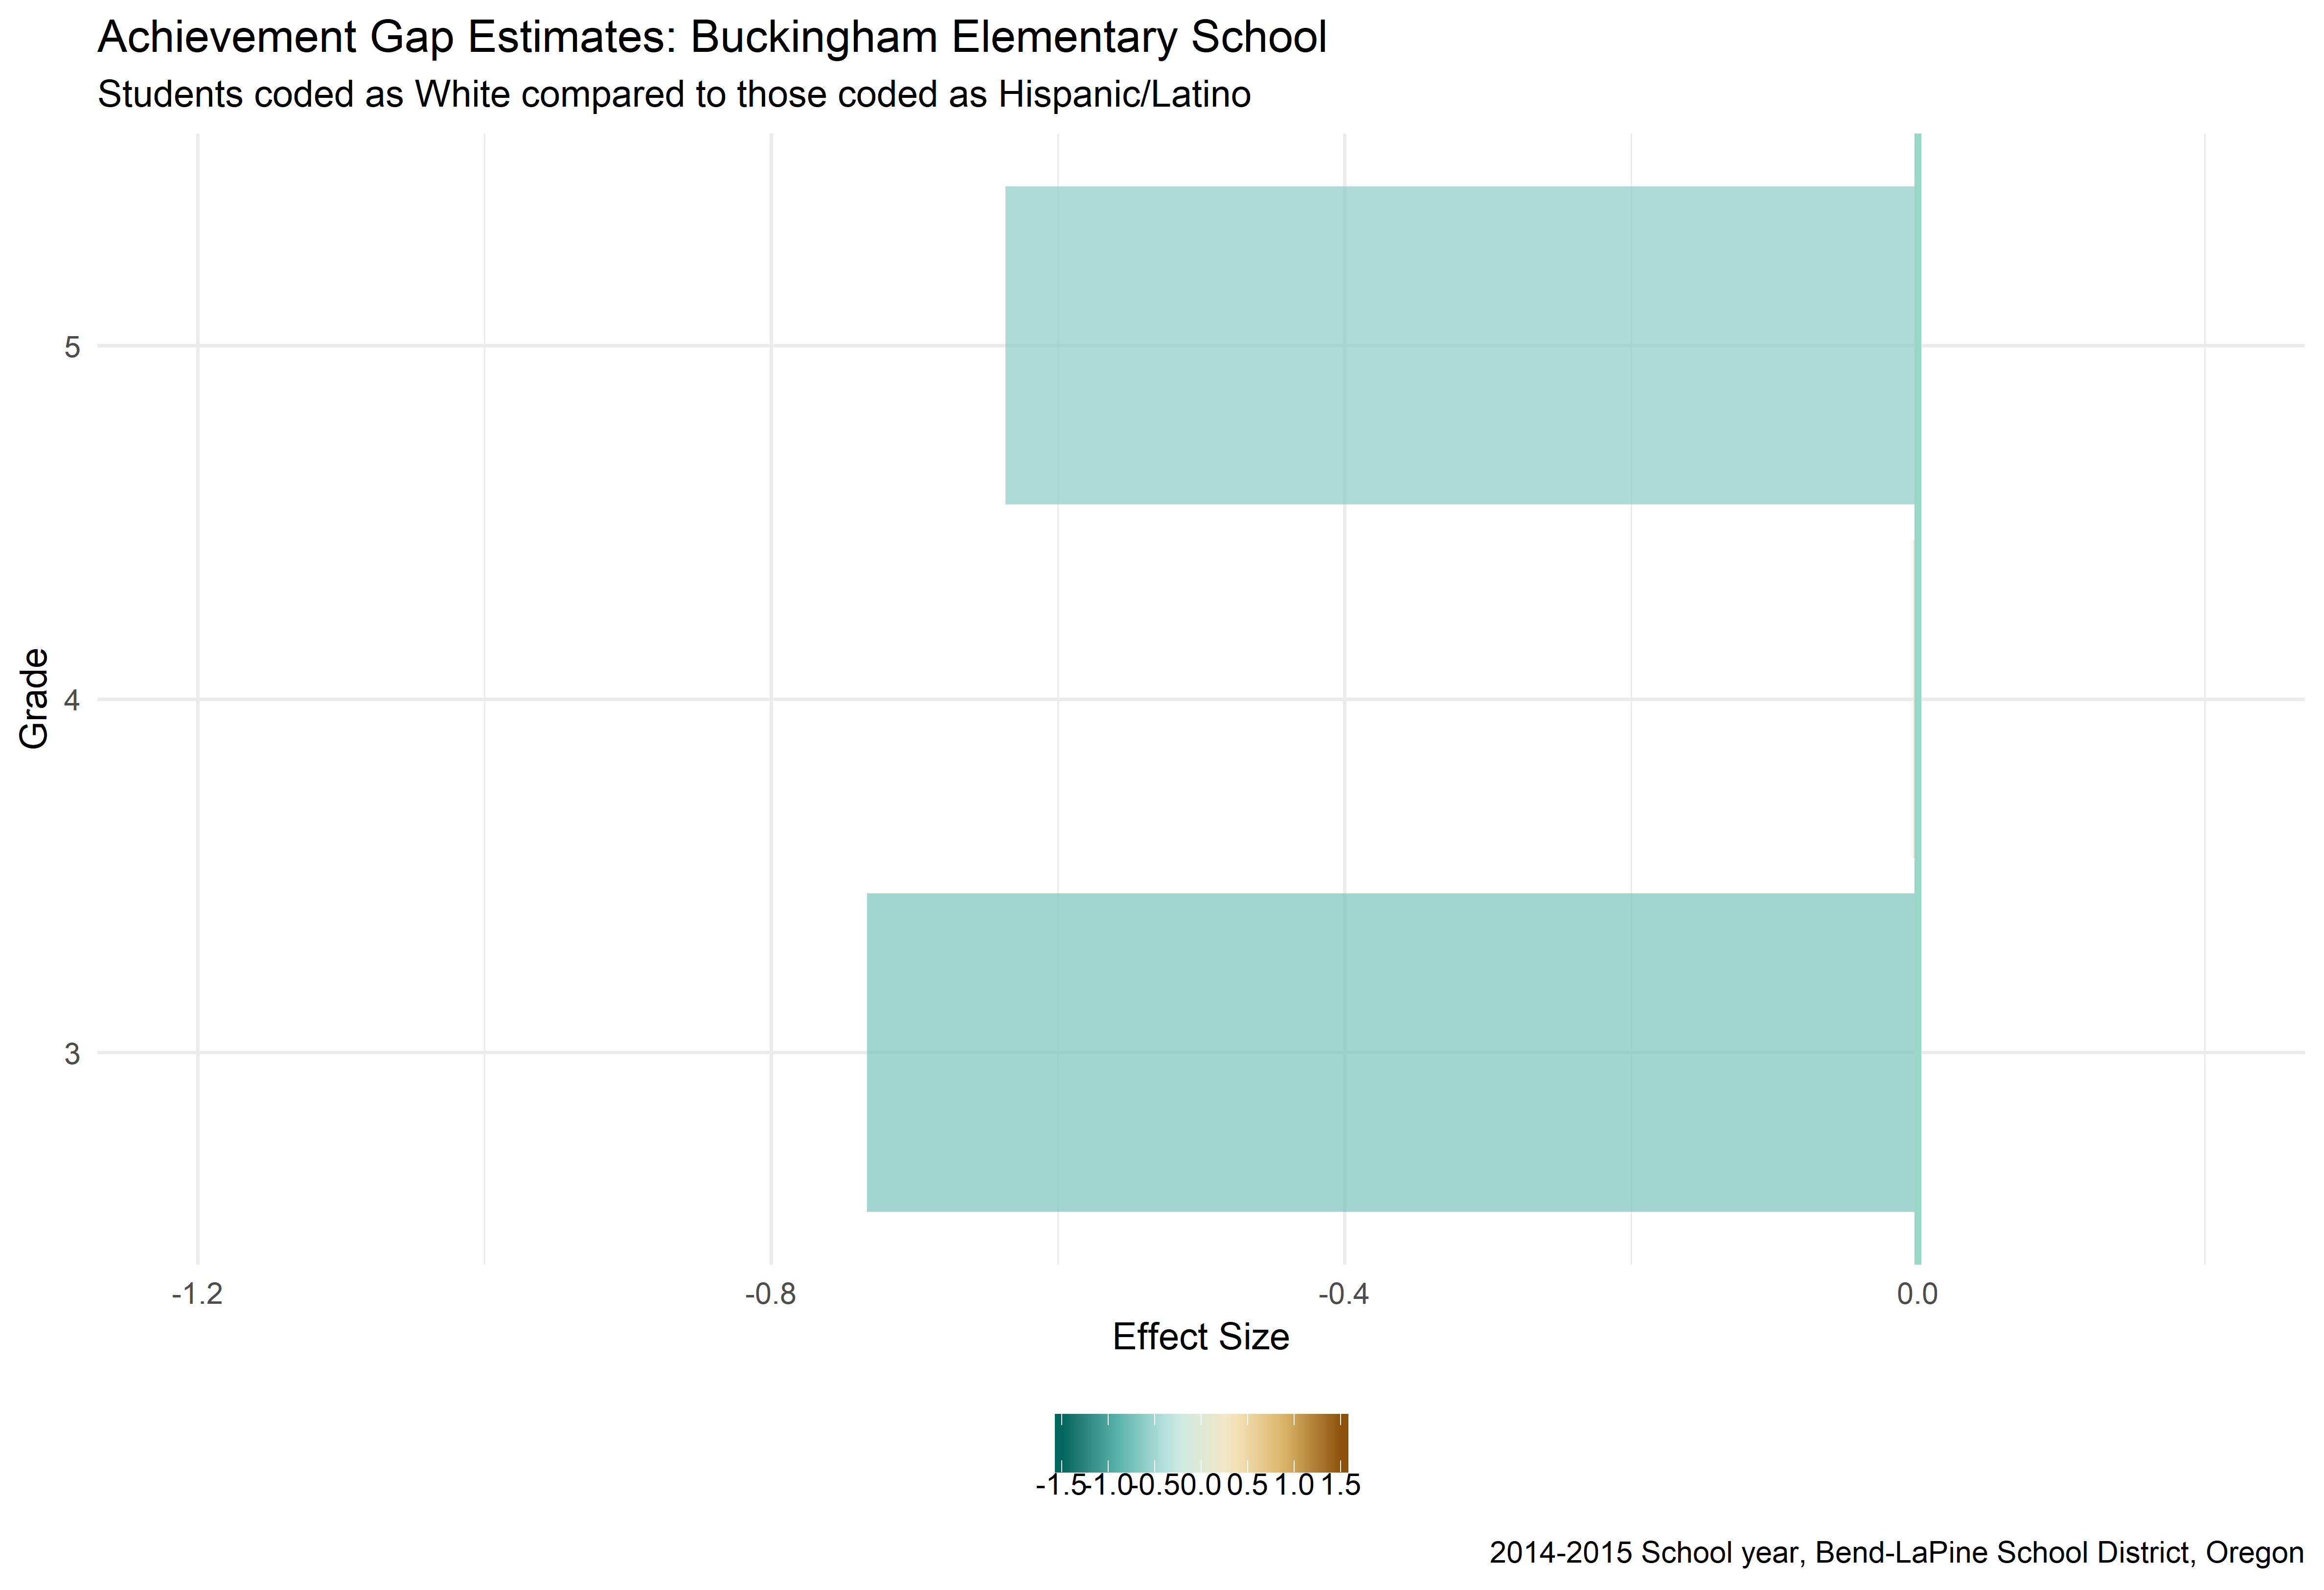 Achievement Gap Estimates: Buckingham Elementary School
Students coded as White compared to those coded as Hispanic/Latino
Grade
5
4
3
-1.2 -0.8 -0.4 0.0
Effect Size
-1.5 -1.0 -0.5 0.0 0.5 1.0 1.5
2014-2015 School year, Bend-LaPine School District, Oregon